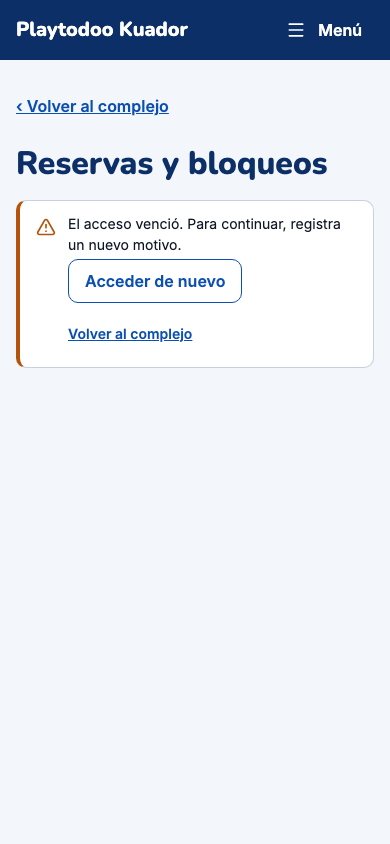 Playtodoo Kuador
Menú
‹ Volver al complejo
Reservas y bloqueos
El acceso venció. Para continuar, registra
un nuevo motivo.
Acceder de nuevo
Volver al complejo